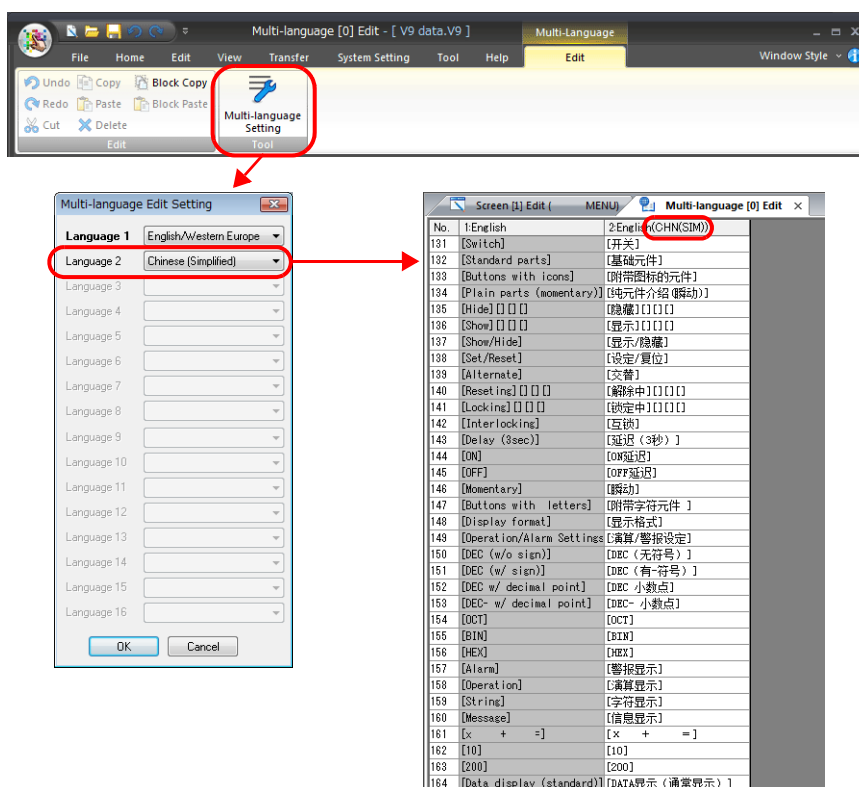 Multi-language [0] Edit - [ V9 data.V9 ]
Multi-Language
File Home Edit View Transfer System Setting Tool Help Edit Window Style
Undo Copy Block Copy
Redo Paste Block Paste
Cut Delete
Multi-language Setting
Edit Tool
Multi-language Edit Setting
Language 1 English/Western Europe
Language 2 Chinese (Simplified)
Language 3
Language 4
Language 5
Language 6
Language 7
Language 8
Language 9
Language 10
Language 11
Language 12
Language 13
Language 14
Language 15
Language 16
OK Cancel
Screen [1] Edit ( MENU) Multi-language [0] Edit
No. 1:English 2:English(CHN(SIM))
131 [Switch] [开关]
132 [Standard parts] [基础元件]
133 [Buttons with icons] [附带图标的元件]
134 [Plain parts (momentary)] [纯元件介绍(瞬动)]
135 [Hide][][][] [隐藏][][][]
136 [Show][][][] [显示][][][]
137 [Show/Hide] [显示/隐藏]
138 [Set/Reset] [设定/复位]
139 [Alternate] [交替]
140 [Reseting][][][] [解除中][][][]
141 [Locking][][][] [锁定中][][][]
142 [Interlocking] [互锁]
143 [Delay (3sec)] [延迟（3秒）]
144 [ON] [ON延迟]
145 [OFF] [OFF延迟]
146 [Momentary] [瞬动]
147 [Buttons with letters] [附带字符元件 ]
148 [Display format] [显示格式]
149 [Operation/Alarm Settings [演算/警报设定]
150 [DEC (w/o sign)] [DEC（无符号）]
151 [DEC (w/ sign)] [DEC（有-符号）]
152 [DEC w/ decimal point] [DEC 小数点]
153 [DEC- w/ decimal point] [DEC- 小数点]
154 [OCT] [OCT]
155 [BIN] [BIN]
156 [HEX] [HEX]
157 [Alarm] [警报显示]
158 [Operation] [演算显示]
159 [String] [字符显示]
160 [Message] [信息显示]
161 [x + =] [x + =]
162 [10] [10]
163 [200] [200]
164 [Data display (standard)] [DATA显示（通常显示）]